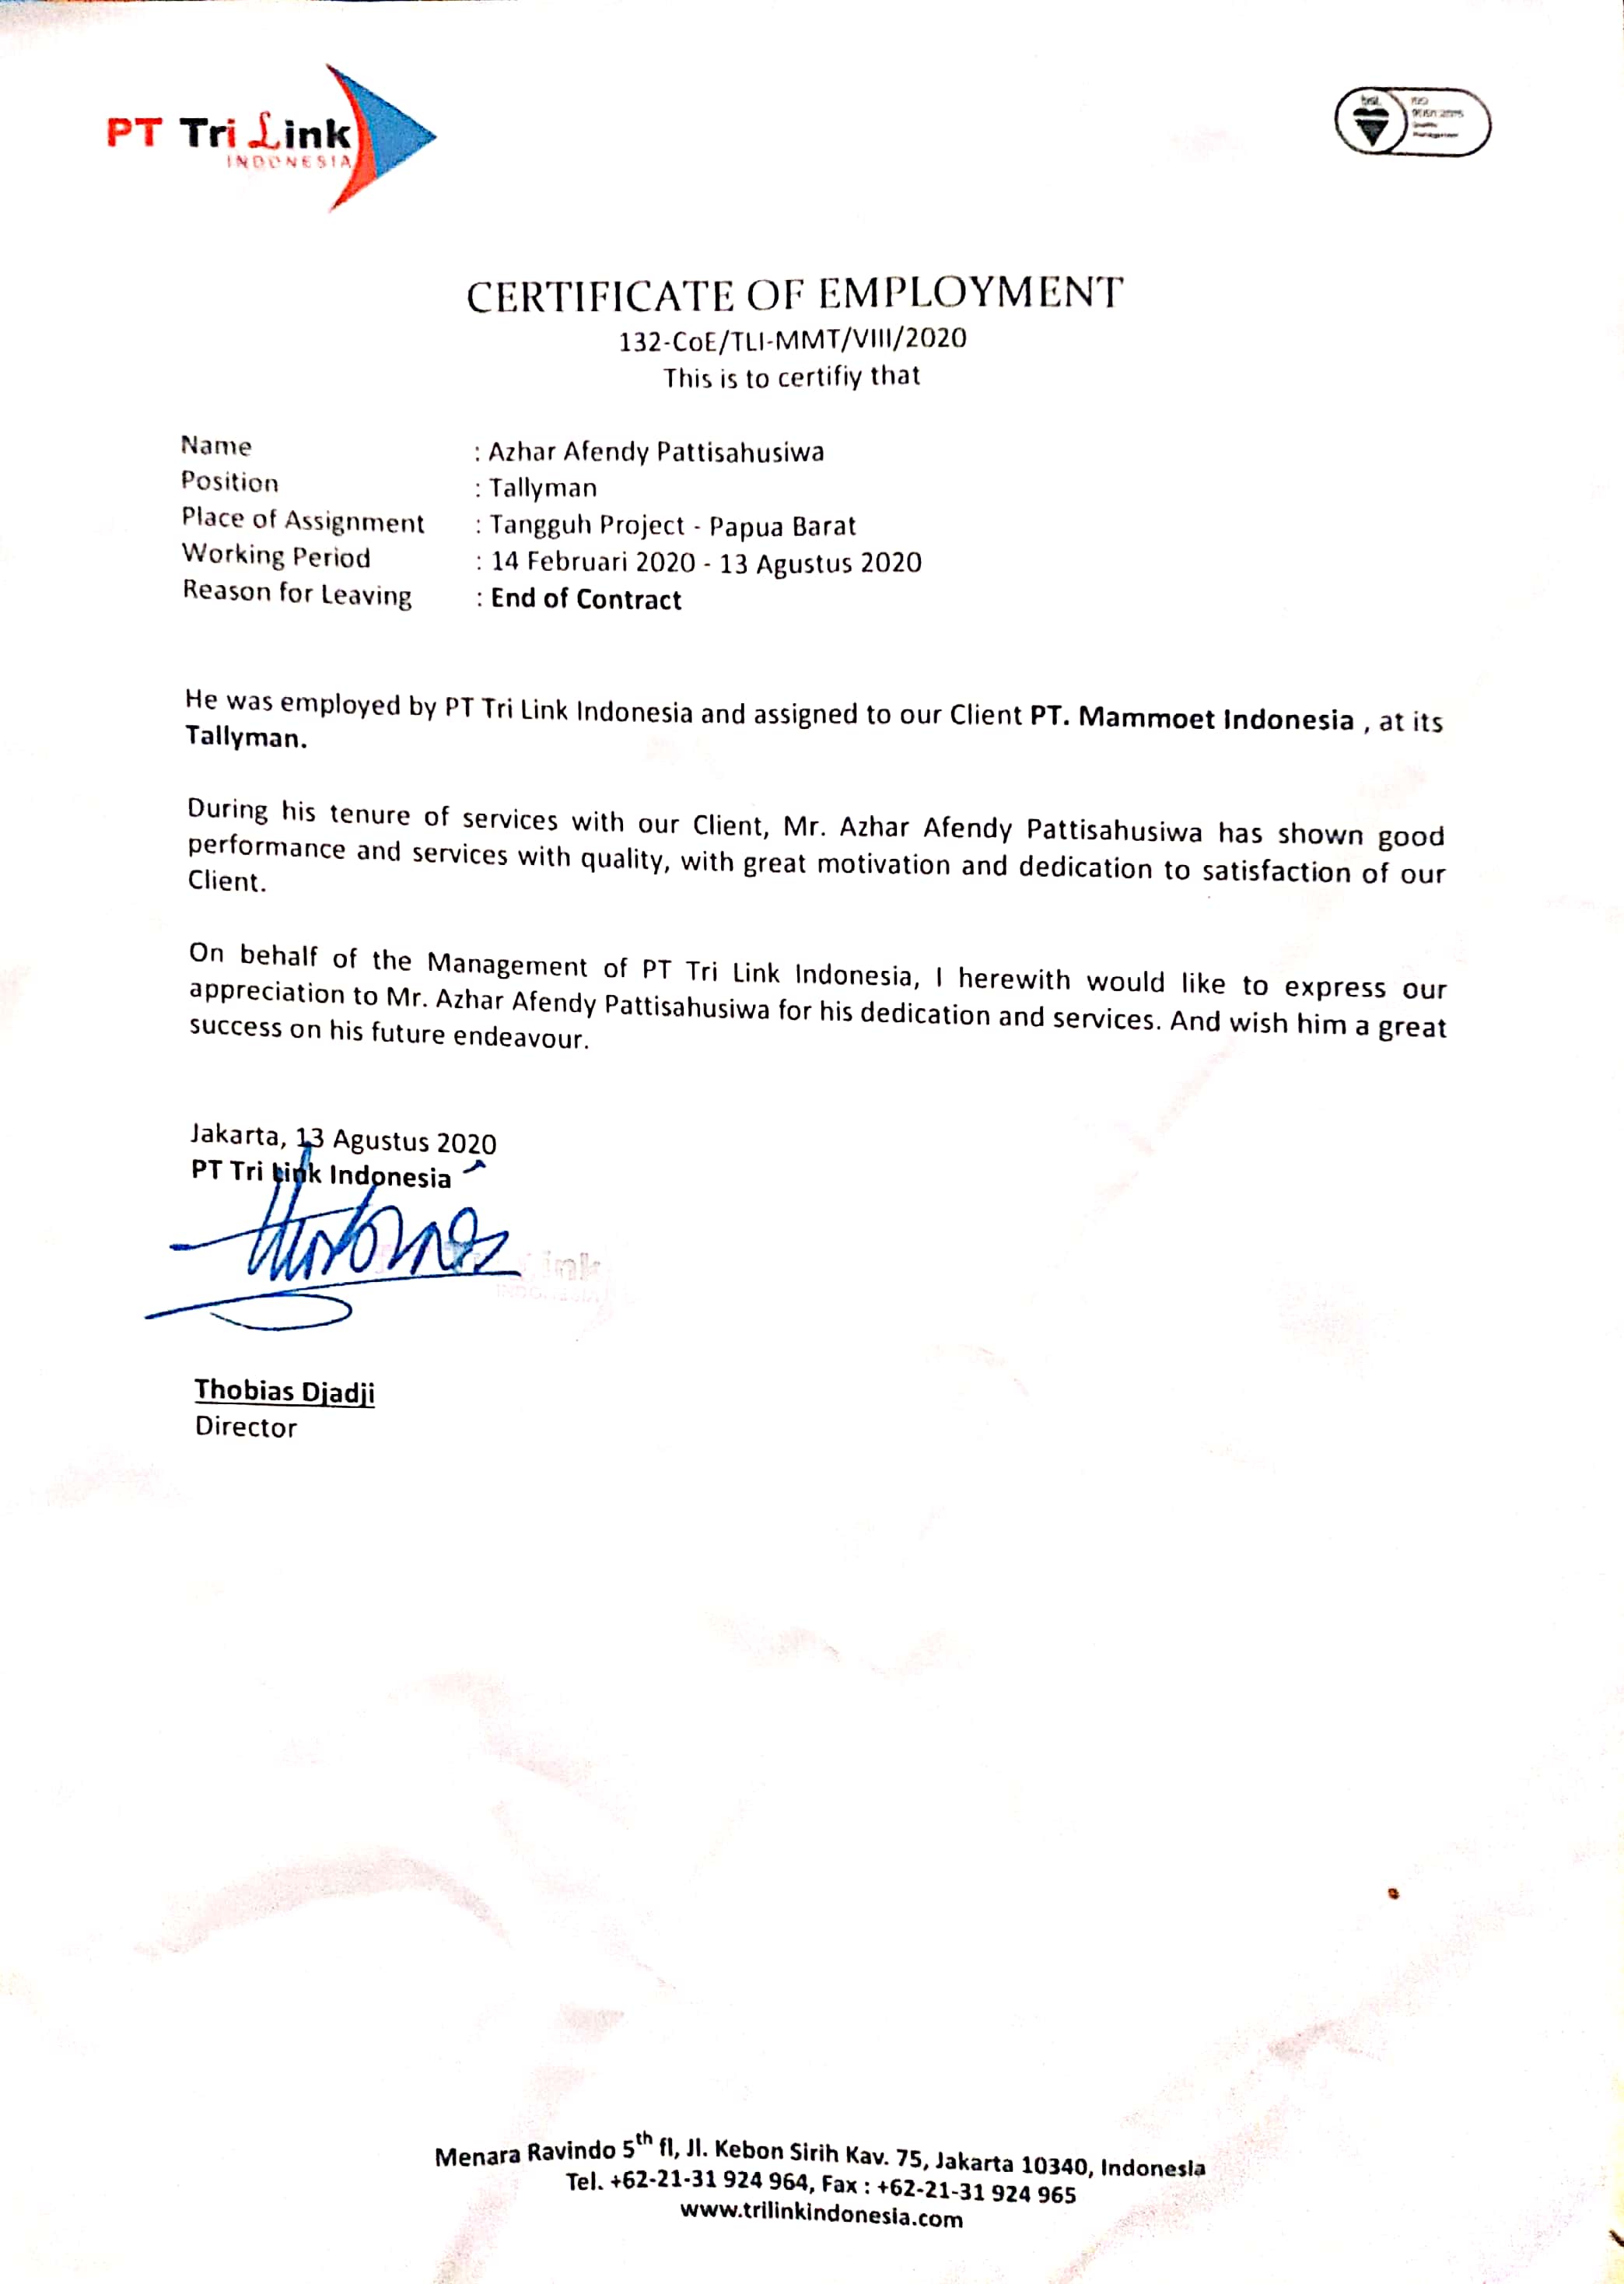 PT Tri Link
INDONESIA
bsi.
ISO
Quality
Management
CERTIFICATE OF EMPLOYMENT
132-CoE/TLI-MMT/VIII/2020
This is to certifiy that
Name : Azhar Afendy Pattisahusiwa
Position : Tallyman
Place of Assignment : Tangguh Project - Papua Barat
Working Period : 14 Februari 2020 - 13 Agustus 2020
Reason for Leaving : End of Contract
He was employed by PT Tri Link Indonesia and assigned to our Client PT. Mammoet Indonesia , at its
Tallyman.
During his tenure of services with our Client, Mr. Azhar Afendy Pattisahusiwa has shown good
performance and services with quality, with great motivation and dedication to satisfaction of our
Client.
On behalf of the Management of PT Tri Link Indonesia, I herewith would like to express our
appreciation to Mr. Azhar Afendy Pattisahusiwa for his dedication and services. And wish him a great
success on his future endeavour.
Jakarta, 13 Agustus 2020
PT Tri Link Indonesia
Thobias Djadji
Director
Menara Ravindo 5th fl, Jl. Kebon Sirih Kav. 75, Jakarta 10340, Indonesia
Tel. +62-21-31 924 964, Fax : +62-21-31 924 965
www.trilinkindonesia.com